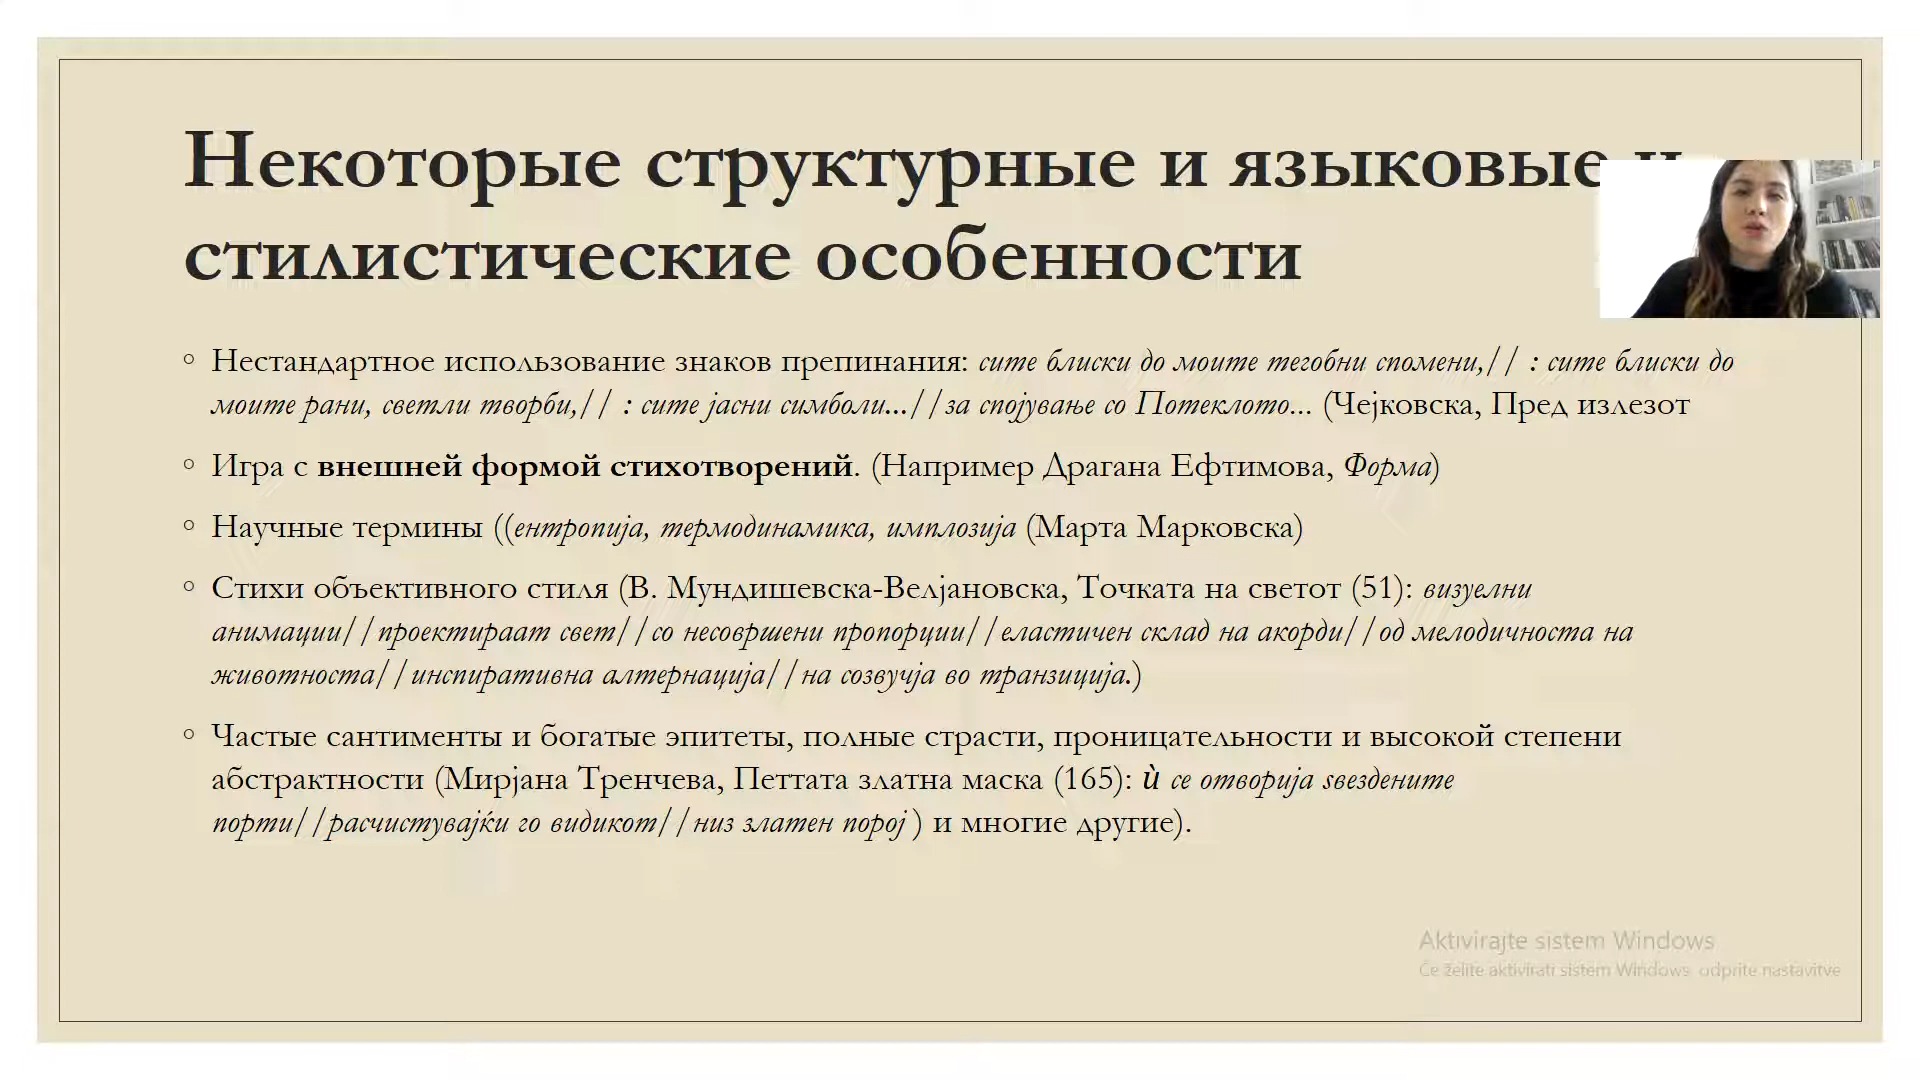 Некоторые структурные и языковые и
стилистические особенности
◦ Нестандартное использование знаков препинания: сите блиски до моите тегобни спомени,// : сите блиски до
моите рани, светли творби,// : сите јасни симболи...//за спојување со Потеклото... (Чејковска, Пред излезот
◦ Игра с внешней формой стихотворений. (Например Драгана Ефтимова, Форма)
◦ Научные термины ((ентропија, термодинамика, имплозија (Марта Марковска)
◦ Стихи объективного стиля (В. Мундишевска-Велјановска, Точката на светот (51): визуелни
анимации//проектираат свет//со несовршени пропорции//еластичен склад на акорди//од мелодичноста на
животноста//инспиративна алтернација//на созвучја во транзиција.)
◦ Частые сантименты и богатые эпитеты, полные страсти, проницательности и высокой степени
абстрактности (Мирјана Тренчева, Петтата златна маска (165): ѝ се отворија ѕвездените
порти//расчистувајќи го видикот//низ златен порој ) и многие другие).
Aktivirajte sistem Windows
Če želite aktivirati sistem Windows, odprite nastavitve